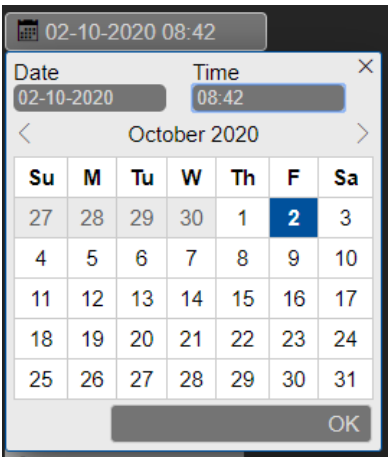 02-10-2020 08:42
Date Time ×
02-10-2020 08:42
October 2020
Su M Tu W Th F Sa
27 28 29 30 1 2 3
4 5 6 7 8 9 10
11 12 13 14 15 16 17
18 19 20 21 22 23 24
25 26 27 28 29 30 31
OK